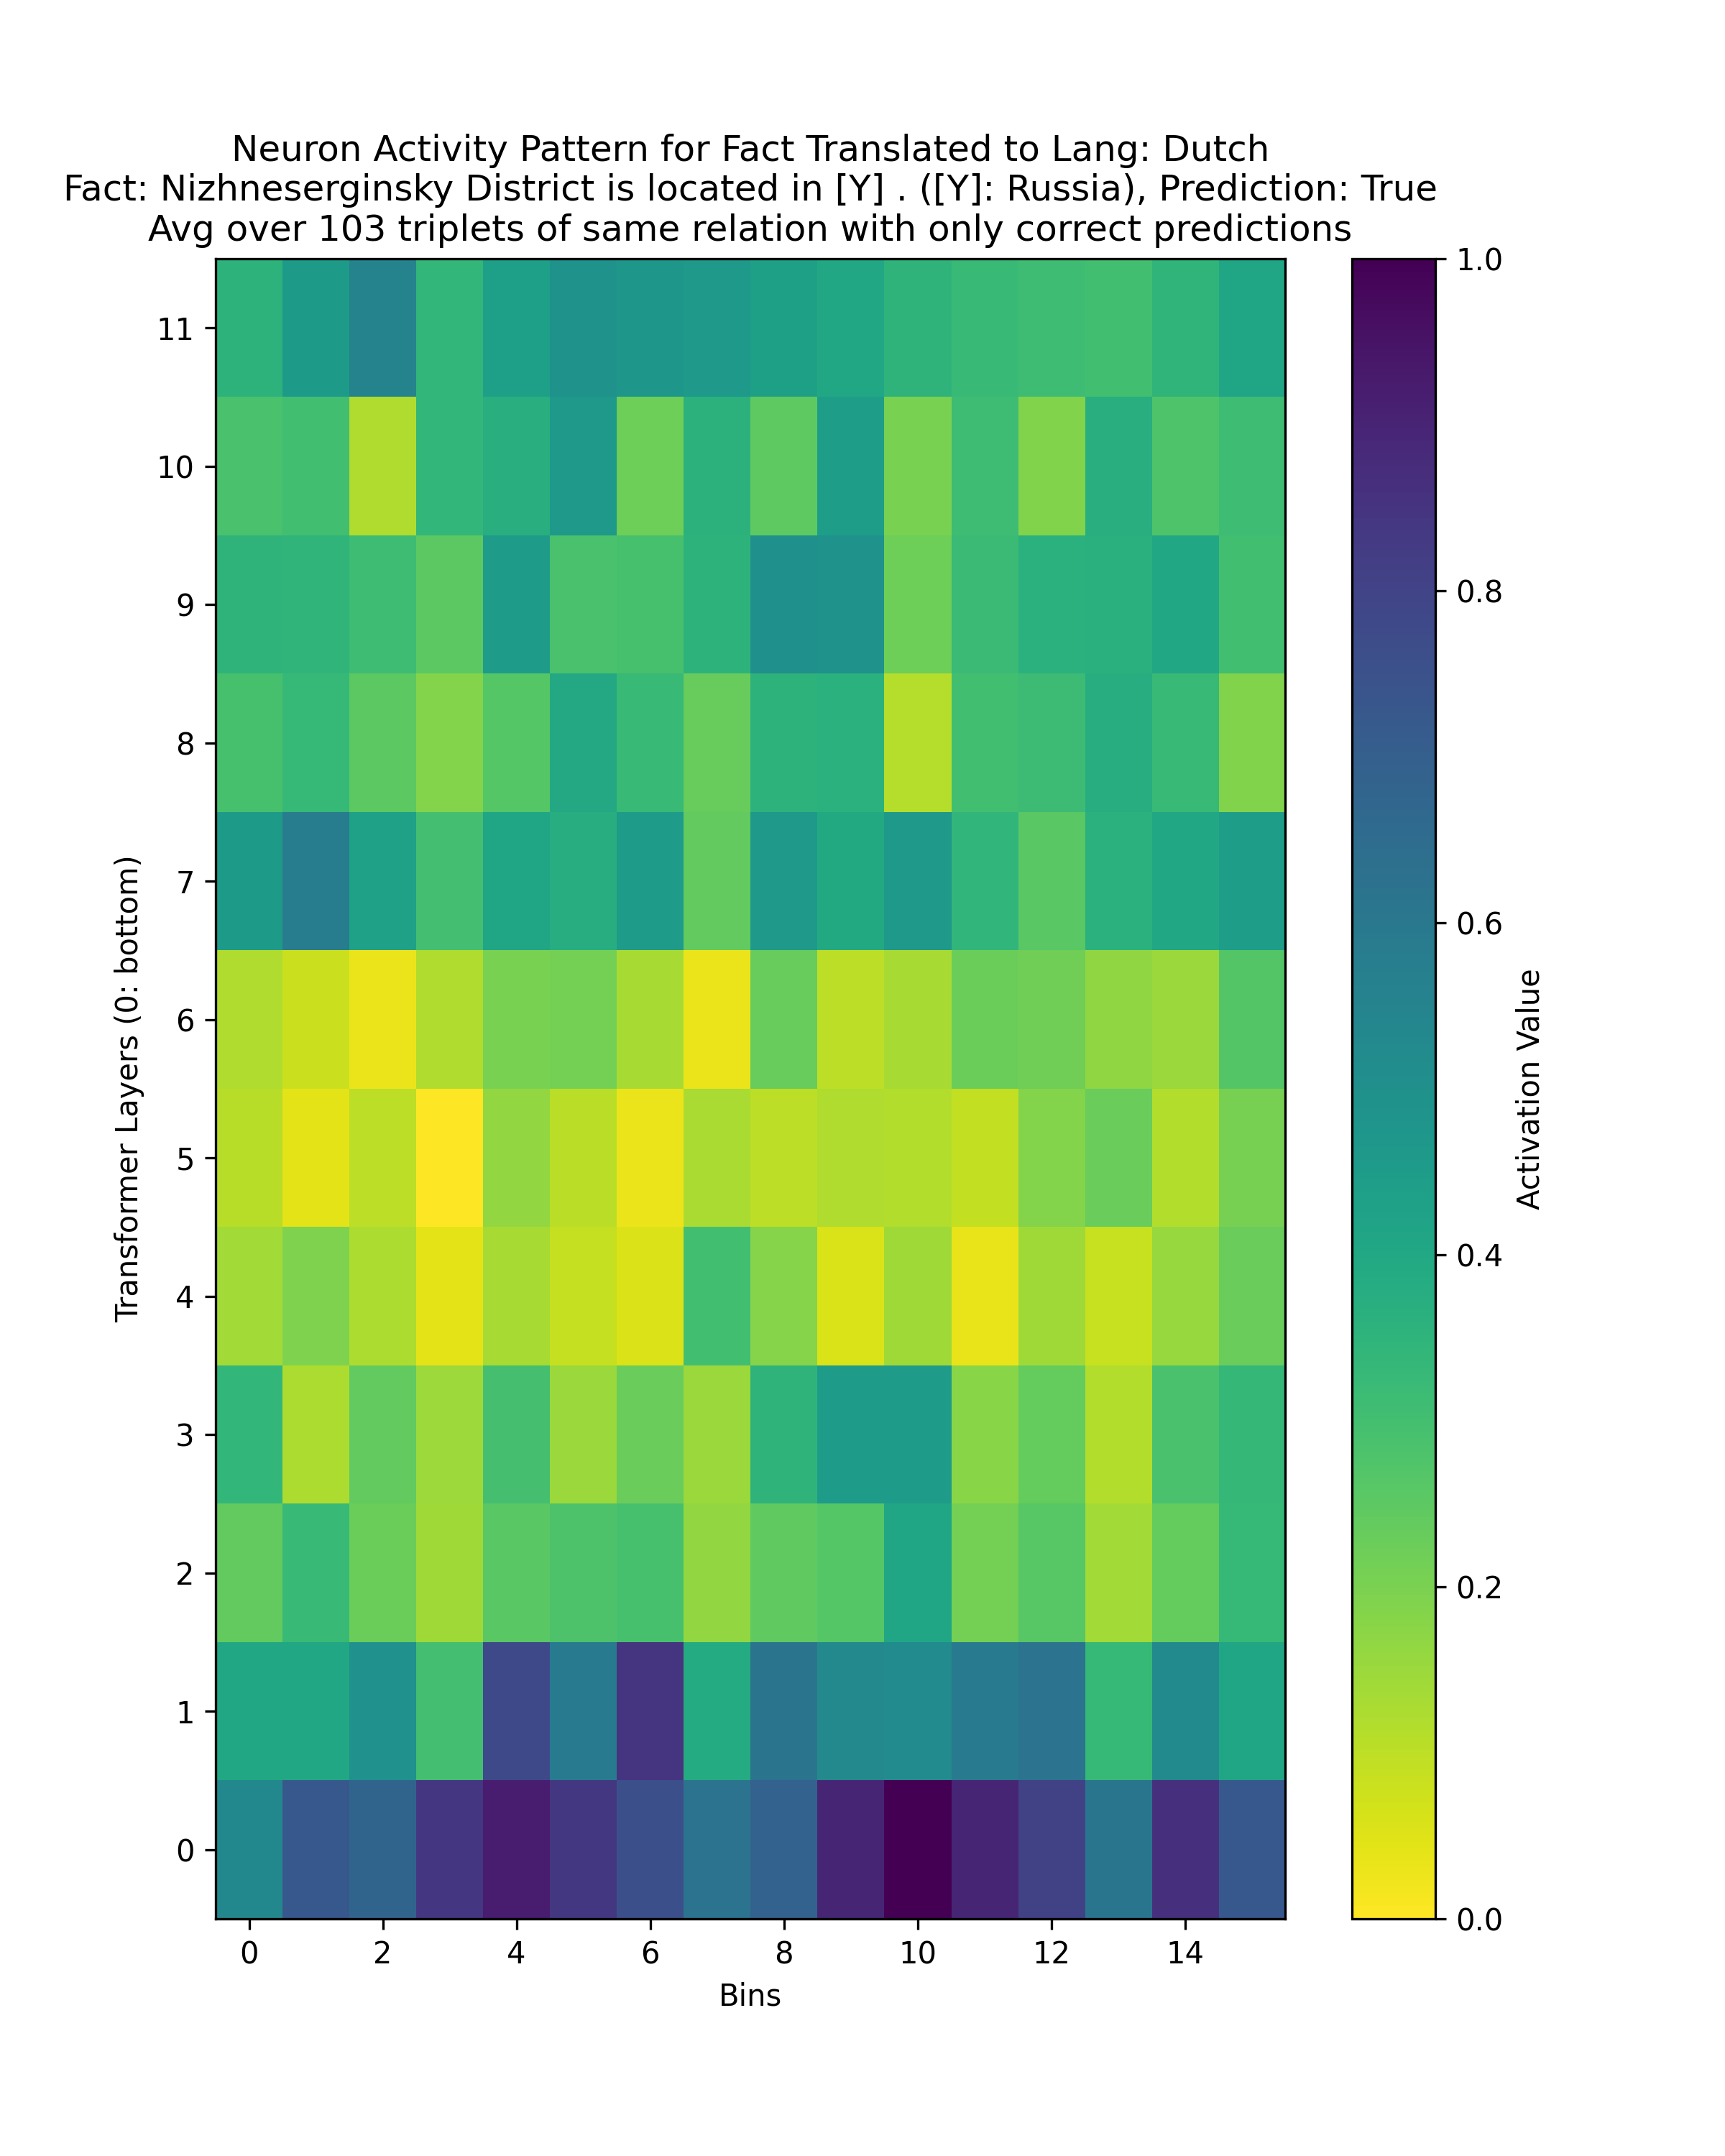 Neuron Activity Pattern for Fact Translated to Lang: Dutch
Fact: Nizhneserginsky District is located in [Y] . ([Y]: Russia), Prediction: True
Avg over 103 triplets of same relation with only correct predictions
11
10
9
8
7
6
5
4
3
2
1
0
Transformer Layers (0: bottom)
0 2 4 6 8 10 12 14
Bins
1.0
0.8
0.6
0.4
0.2
0.0
Activation Value